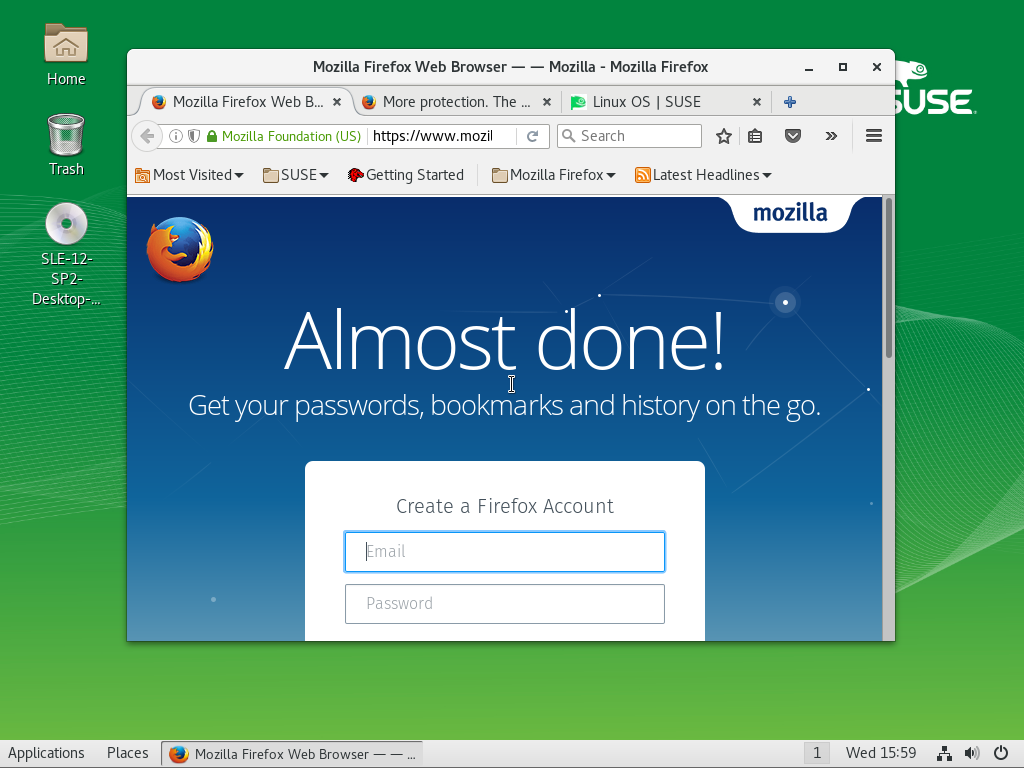 Home
Trash
SLE-12-
SP2-
Desktop-...
SUSE
Mozilla Firefox Web Browser — — Mozilla - Mozilla Firefox
Mozilla Firefox Web B...
More protection. The ...
Linux OS | SUSE
Mozilla Foundation (US)
https://www.mozil
Search
Most Visited
SUSE
Getting Started
Mozilla Firefox
Latest Headlines
mozilla
Almost done!
Get your passwords, bookmarks and history on the go.
Create a Firefox Account
Email
Password
Applications
Places
Mozilla Firefox Web Browser — — ...
1
Wed 15:59